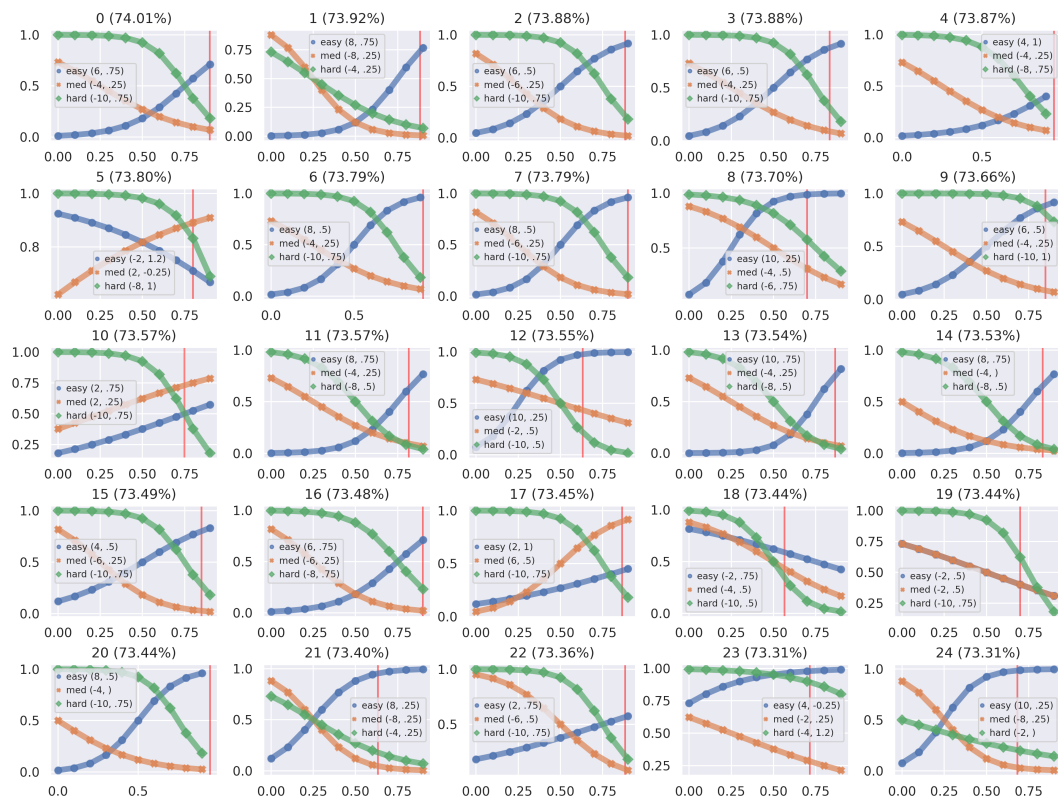 0 (74.01%)
1.0
0.5
0.0
easy (6, .75)
med (-4, .25)
hard (-10, .75)
0.00 0.25 0.50 0.75
1 (73.92%)
0.75
0.50
0.25
0.00
easy (8, .75)
med (-8, .25)
hard (-4, .25)
0.00 0.25 0.50 0.75
2 (73.88%)
1.0
0.5
0.0
easy (6, .5)
med (-6, .25)
hard (-10, .75)
0.00 0.25 0.50 0.75
3 (73.88%)
1.0
0.5
0.0
easy (6, .5)
med (-4, .25)
hard (-10, .75)
0.00 0.25 0.50 0.75
4 (73.87%)
1.0
0.5
0.0
easy (4, 1)
med (-4, .25)
hard (-8, .75)
0.0 0.5
5 (73.80%)
1.0
0.8
easy (-2, 1.2)
med (2, -0.25)
hard (-8, 1)
0.00 0.25 0.50 0.75
6 (73.79%)
1.0
0.5
0.0
easy (8, .5)
med (-4, .25)
hard (-10, .75)
0.0 0.5
7 (73.79%)
1.0
0.5
0.0
easy (8, .5)
med (-6, .25)
hard (-10, .75)
0.00 0.25 0.50 0.75
8 (73.70%)
0.5
easy (10, .25)
med (-4, .5)
hard (-6, .75)
0.00 0.25 0.50 0.75
9 (73.66%)
1.0
0.5
0.0
easy (6, .5)
med (-4, .25)
hard (-10, 1)
0.00 0.25 0.50 0.75
10 (73.57%)
1.00
0.75
0.50
0.25
easy (2, .75)
med (2, .25)
hard (-10, .75)
0.00 0.25 0.50 0.75
11 (73.57%)
1.0
0.5
0.0
easy (8, .75)
med (-4, .25)
hard (-8, .5)
0.00 0.25 0.50 0.75
12 (73.55%)
1.0
0.5
0.0
easy (10, .25)
med (-2, .5)
hard (-10, .5)
0.00 0.25 0.50 0.75
13 (73.54%)
1.0
0.5
0.0
easy (10, .75)
med (-4, .25)
hard (-8, .5)
0.00 0.25 0.50 0.75
14 (73.53%)
1.0
0.5
0.0
easy (8, .75)
med (-4, )
hard (-8, .5)
0.00 0.25 0.50 0.75
15 (73.49%)
1.0
0.5
0.0
easy (4, .5)
med (-6, .25)
hard (-10, .75)
0.00 0.25 0.50 0.75
16 (73.48%)
1.0
0.5
0.0
easy (6, .75)
med (-6, .25)
hard (-8, .75)
0.00 0.25 0.50 0.75
17 (73.45%)
1.0
0.5
0.0
easy (2, 1)
med (6, .5)
hard (-10, .75)
0.00 0.25 0.50 0.75
18 (73.44%)
1.0
0.5
0.0
easy (-2, .75)
med (-4, .5)
hard (-10, .5)
0.00 0.25 0.50 0.75
19 (73.44%)
1.00
0.75
0.50
0.25
easy (-2, .5)
med (-2, .5)
hard (-10, .75)
0.00 0.25 0.50 0.75
20 (73.44%)
1.0
0.5
0.0
easy (8, .5)
med (-4, )
hard (-10, .75)
0.0 0.5
21 (73.40%)
1.0
0.5
0.0
easy (8, .25)
med (-8, .25)
hard (-4, .25)
0.00 0.25 0.50 0.75
22 (73.36%)
1.0
0.5
easy (2, .75)
med (-6, .5)
hard (-10, .75)
0.00 0.25 0.50 0.75
23 (73.31%)
1.00
0.75
0.50
0.25
easy (4, -0.25)
med (-2, .25)
hard (-4, 1.2)
0.00 0.25 0.50 0.75
24 (73.31%)
1.0
0.5
0.0
easy (10, .25)
med (-8, .25)
hard (-2, )
0.00 0.25 0.50 0.75